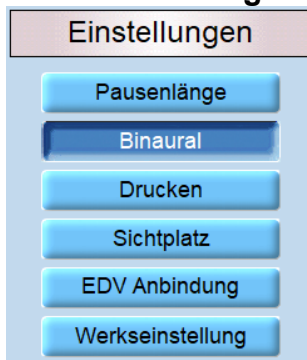 Einstellungen
Pausenlänge
Binaural
Drucken
Sichtplatz
EDV Anbindung
Werkseinstellung